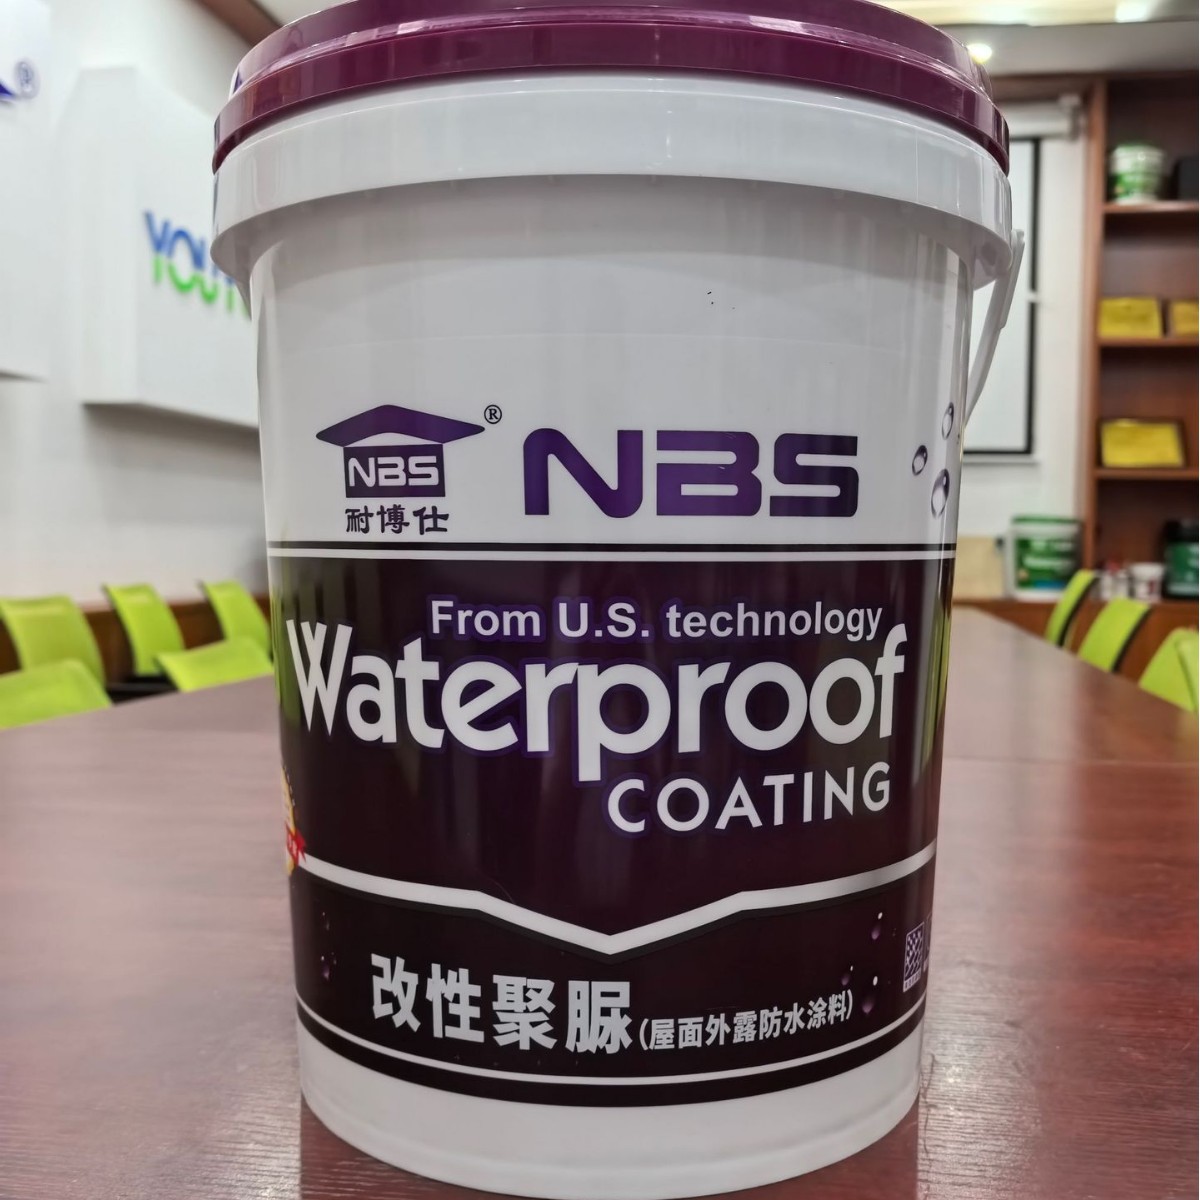 ®
NBS
耐博仕
NBS
From U.S. technology
Waterproof
COATING
改性聚脲(屋面外露防水涂料)
®